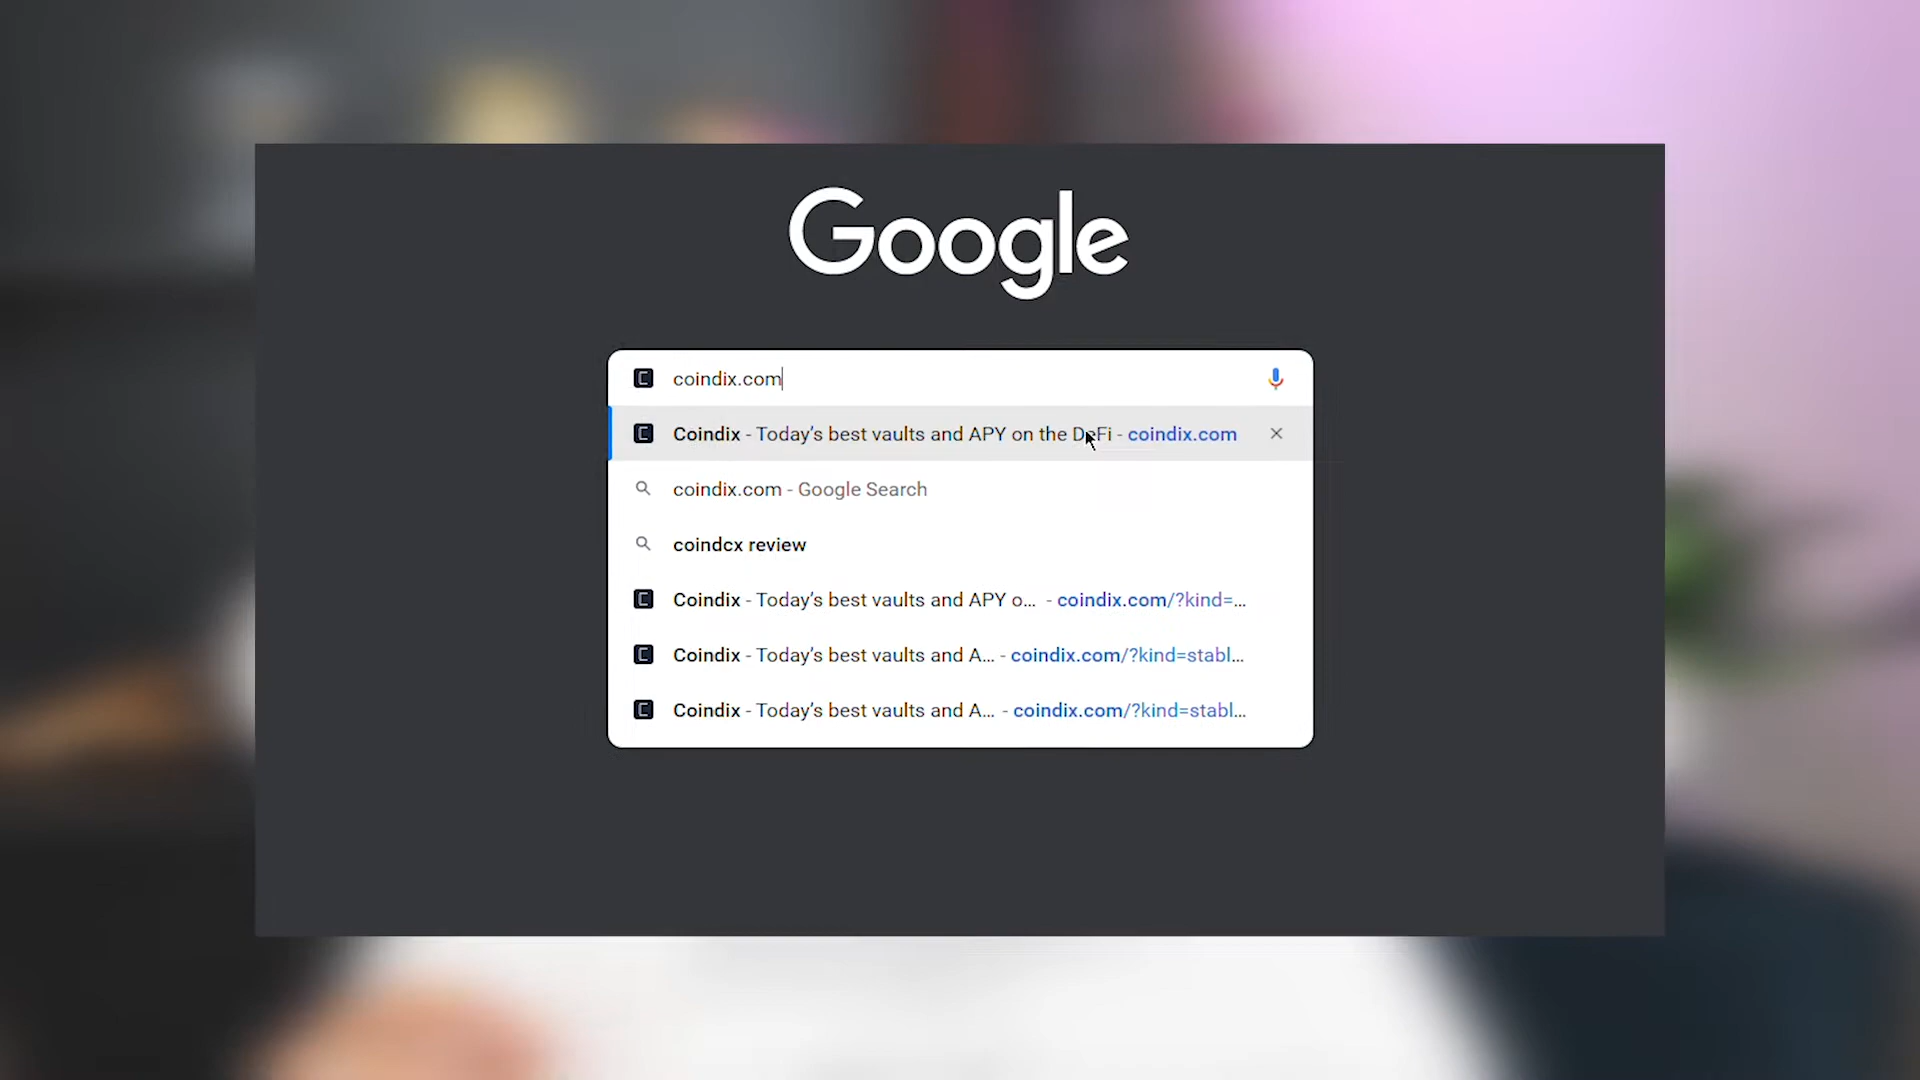 Google
coindix.com
Coindix - Today's best vaults and APY on the DeFi - coindix.com
coindix.com - Google Search
coindcx review
Coindix - Today's best vaults and APY o... - coindix.com/?kind=...
Coindix - Today's best vaults and A... - coindix.com/?kind=stabl...
Coindix - Today's best vaults and A... - coindix.com/?kind=stabl...